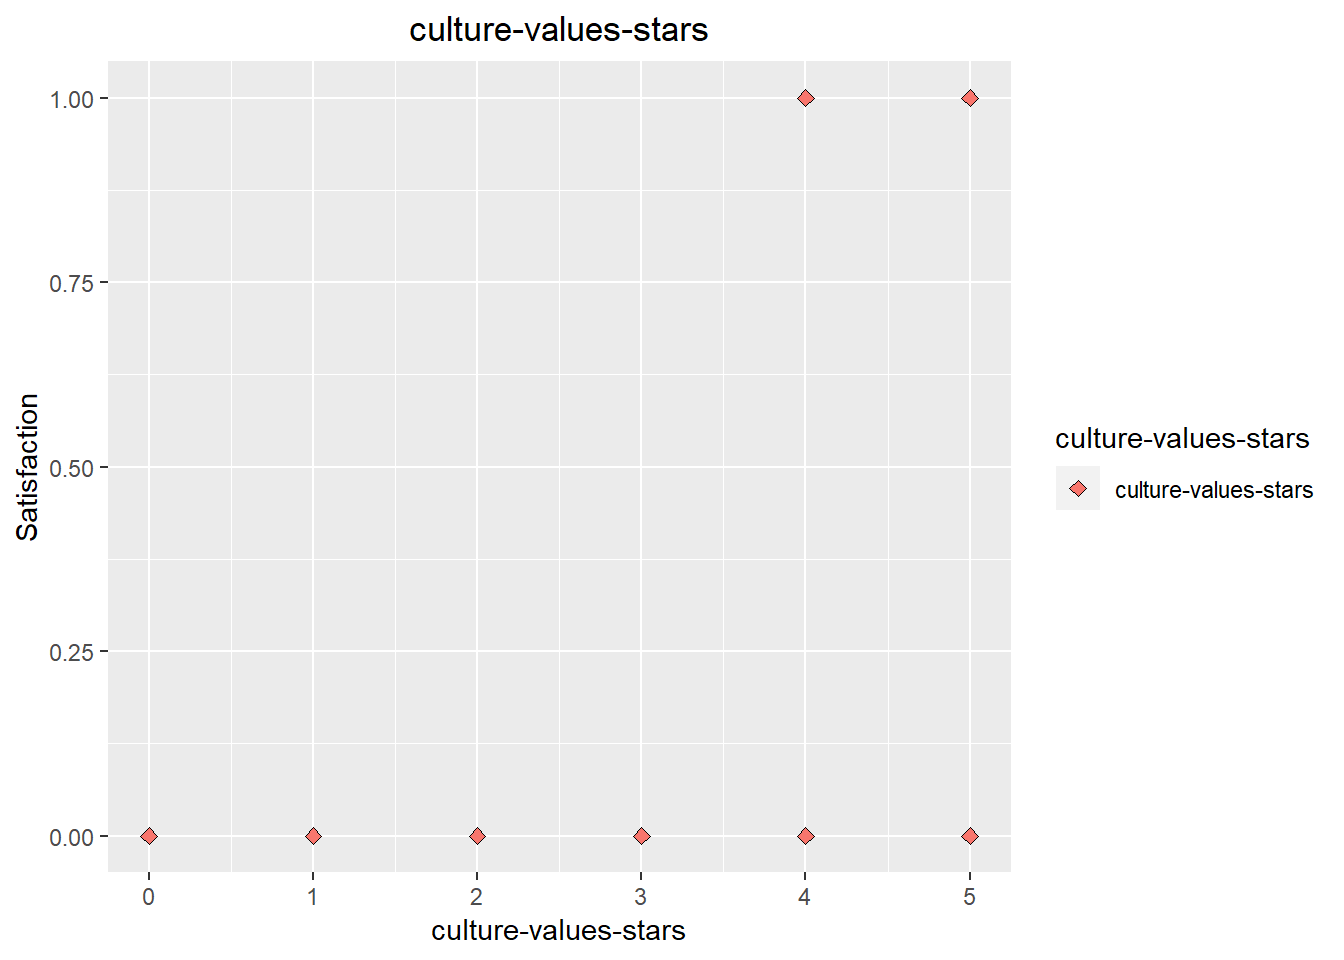 culture-values-stars
1.00
0.75
0.50
0.25
0.00
Satisfaction
0 1 2 3 4 5
culture-values-stars
culture-values-stars
culture-values-stars